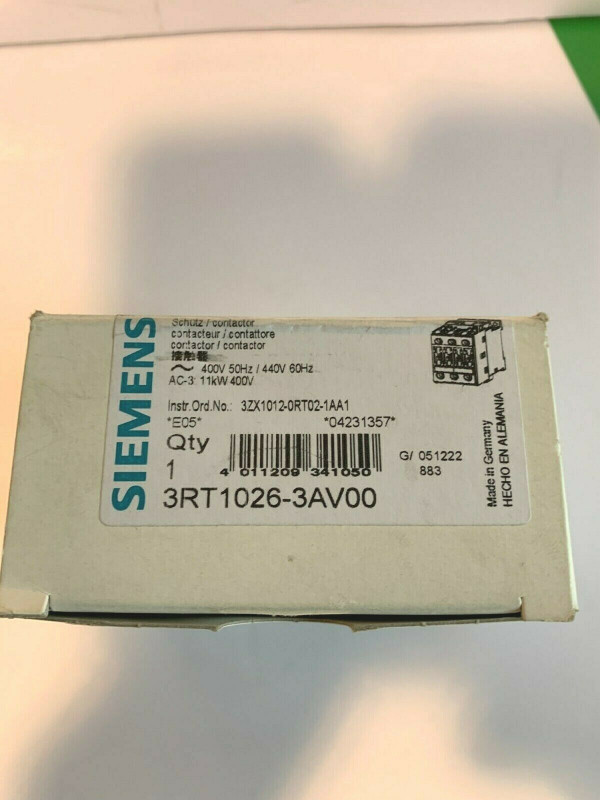 SIEMENS
Schütz / contactor
contacteur / contattore
contactor / contactor
接触器
~ 400V 50Hz / 440V 60Hz
AC-3: 11kW 400V
Instr.Ord.No.: 3ZX1012-0RT02-1AA1
*E05* *04231357*
Qty
1
4 011209 341050
G/ 051222
883
3RT1026-3AV00
Made in Germany
HECHO EN ALEMANIA